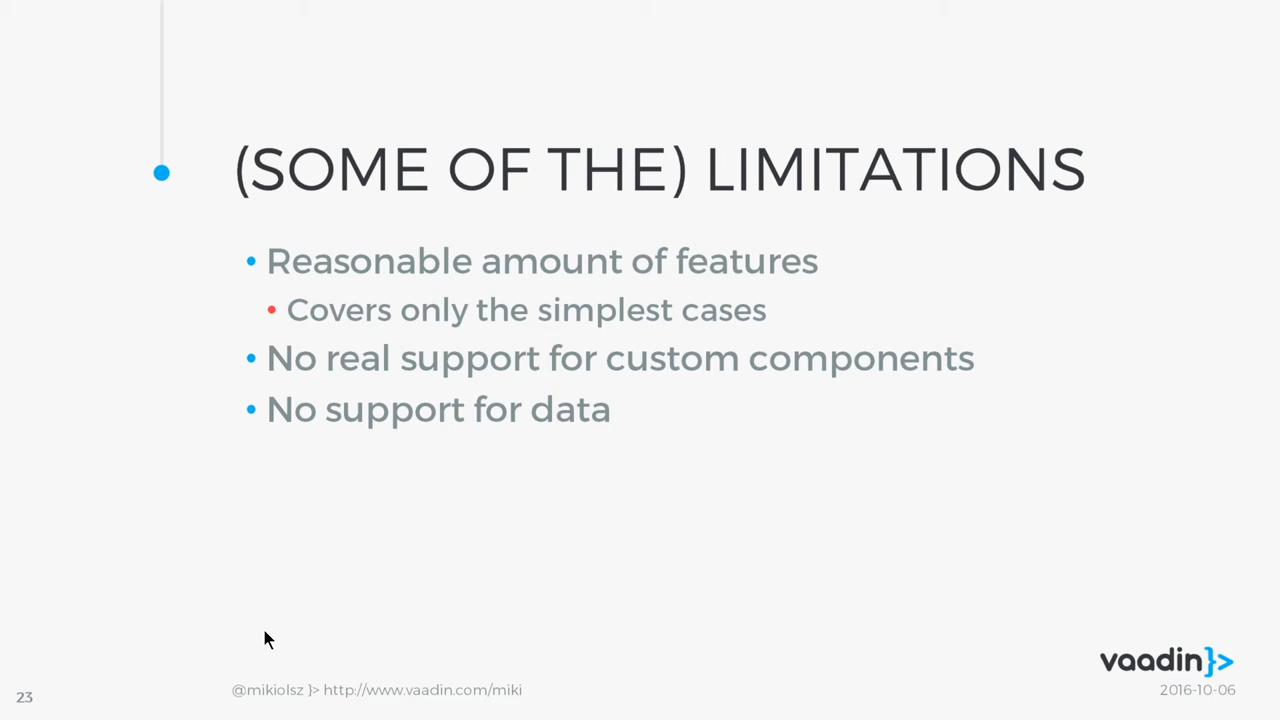 (SOME OF THE) LIMITATIONS
• Reasonable amount of features
• Covers only the simplest cases
• No real support for custom components
• No support for data
vaadin}>
23
@mikiolsz }> http://www.vaadin.com/miki
2016-10-06